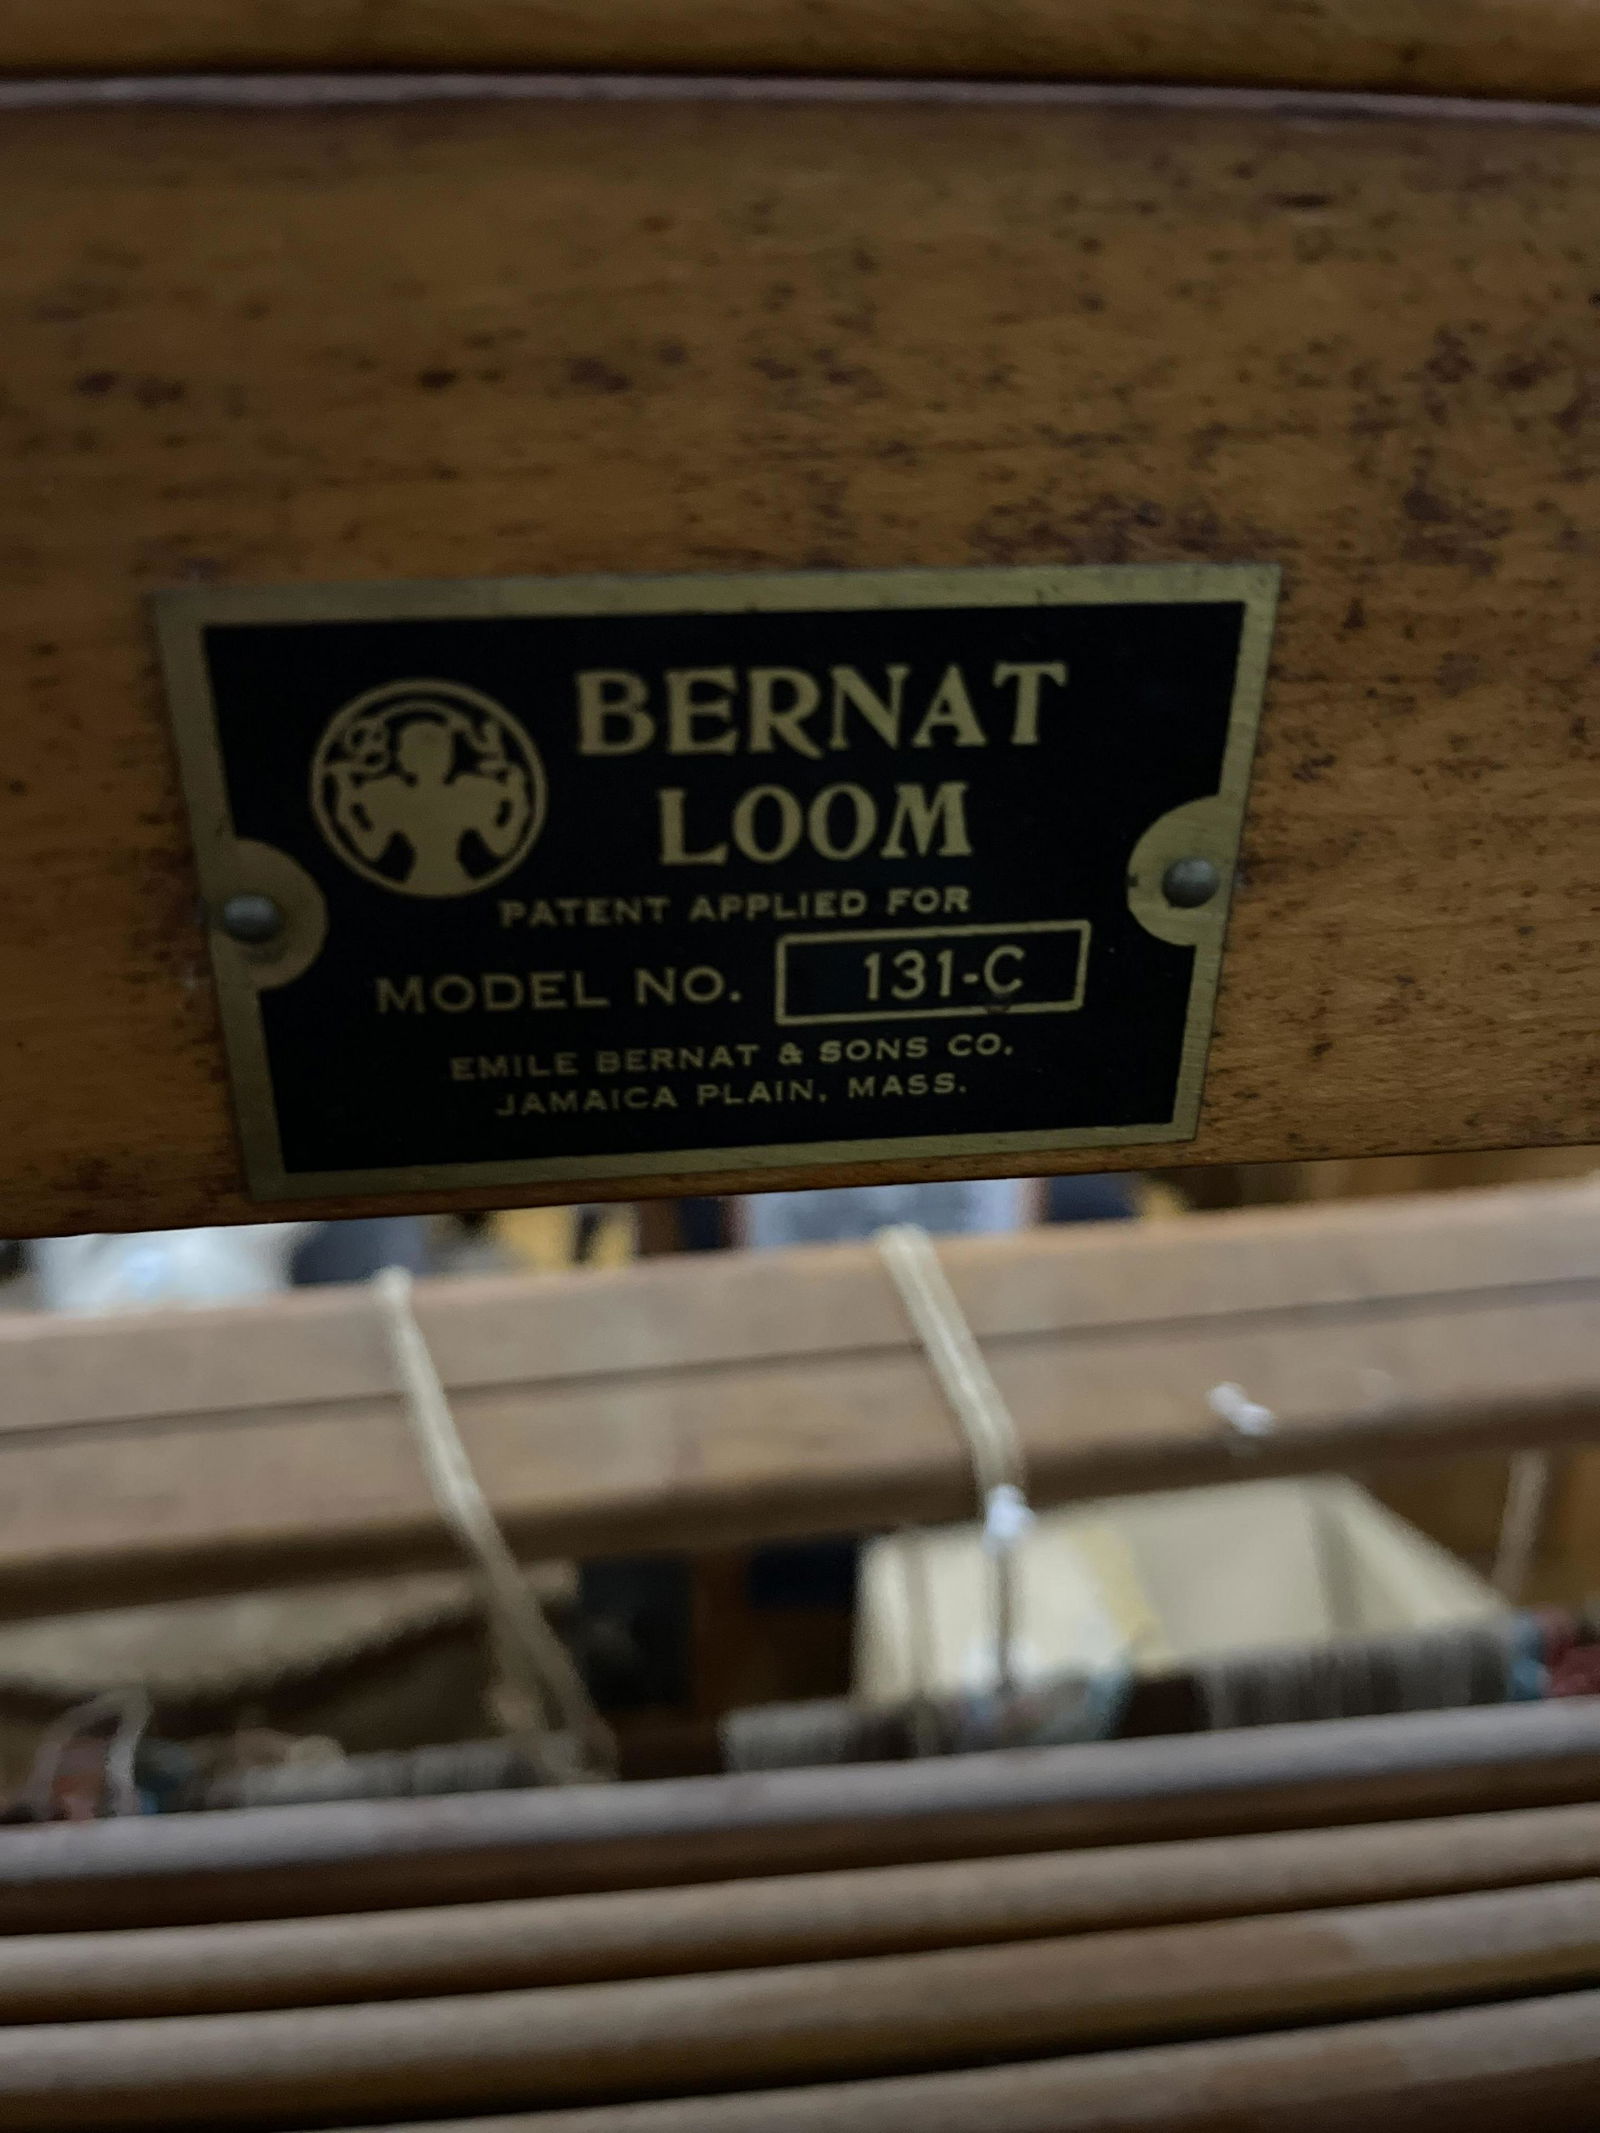 BERNAT
LOOM
PATENT APPLIED FOR
MODEL NO. 131-C
EMILE BERNAT & SONS CO.
JAMAICA PLAIN, MASS.